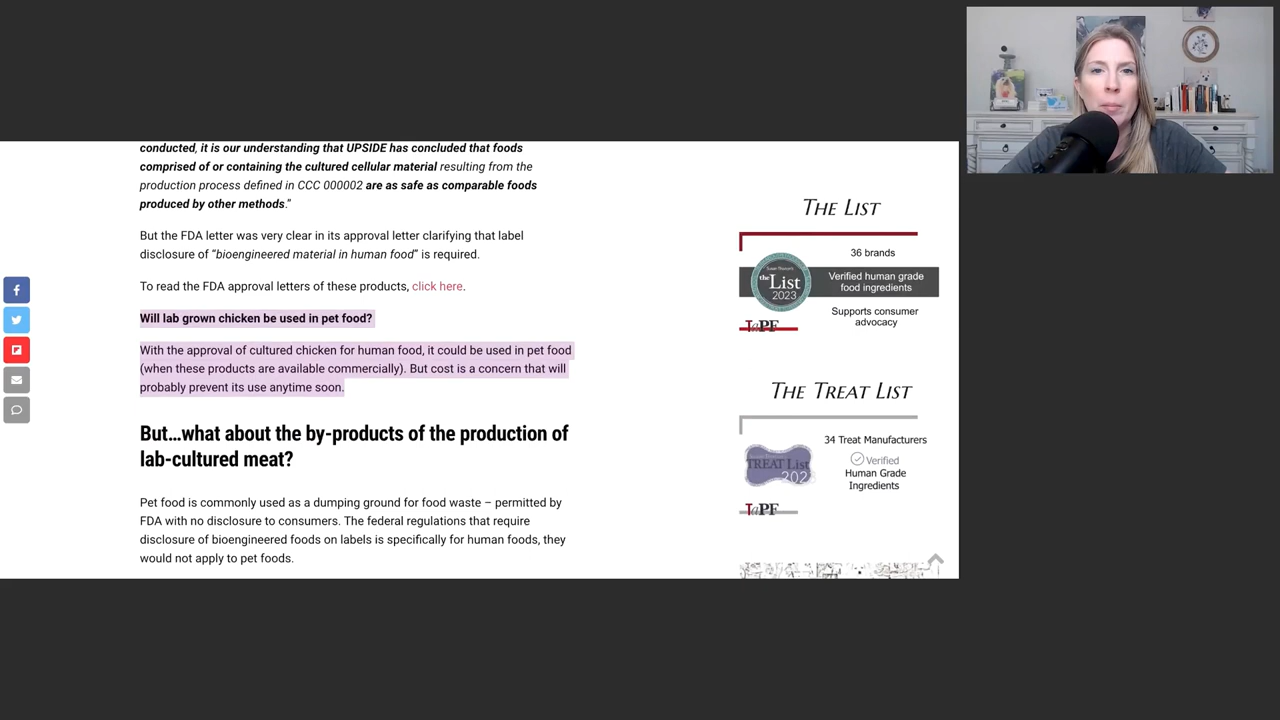 conducted, it is our understanding that UPSIDE has concluded that foods
comprised of or containing the cultured cellular material resulting from the
production process defined in CCC 000002 are as safe as comparable foods
produced by other methods."
But the FDA letter was very clear in its approval letter clarifying that label
disclosure of “bioengineered material in human food” is required.
To read the FDA approval letters of these products, click here.
Will lab grown chicken be used in pet food?
With the approval of cultured chicken for human food, it could be used in pet food
(when these products are available commercially). But cost is a concern that will
probably prevent its use anytime soon.
But...what about the by-products of the production of
lab-cultured meat?
Pet food is commonly used as a dumping ground for food waste – permitted by
FDA with no disclosure to consumers. The federal regulations that require
disclosure of bioengineered foods on labels is specifically for human foods, they
would not apply to pet foods.
THE LIST
36 brands
Verified human grade
food ingredients
Supports consumer
advocacy
the List
2023
TaPF
THE TREAT LIST
34 Treat Manufacturers
Verified
Human Grade
Ingredients
TREAT List
202
TaPF